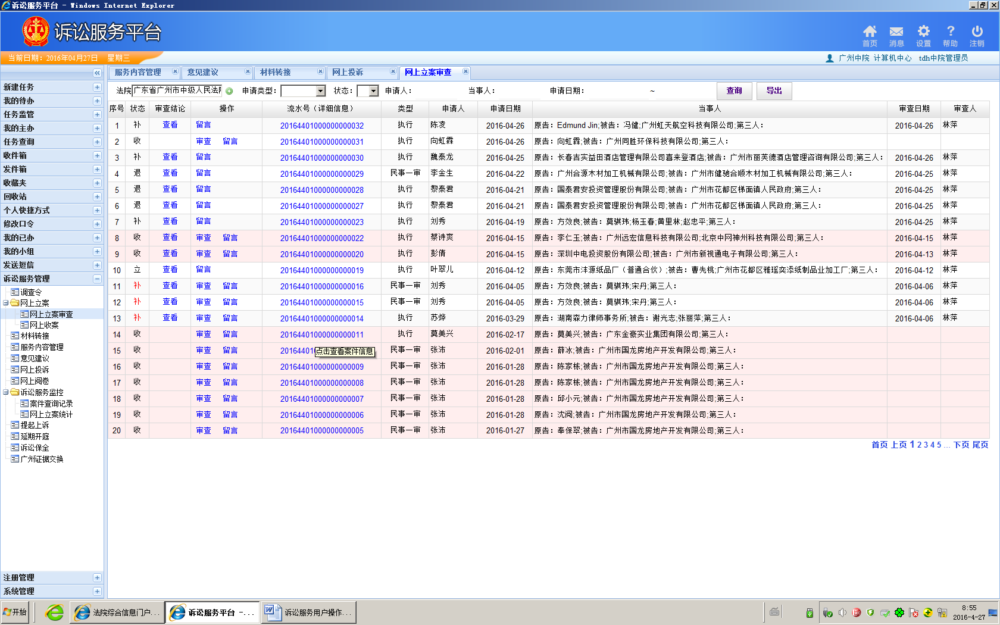 诉讼服务平台 - Windows Internet Explorer
诉讼服务平台
首页 消息 设置 帮助 注销
当前日期：2016年04月27日 星期三
广州中院 计算机中心 tdh中院管理员
服务内容管理 意见建议 材料转接 网上投诉 网上立案审查
法院 广东省广州市中级人民法院 申请类型： 状态： 申请人： 当事人： 申请日期： ~ 查询 导出
序号 状态 审查结论 操作 流水号（详细信息） 类型 申请人 申请日期 当事人 审查日期 审查人
1 补 查看 留言 20164401000000000032 执行 陈凌 2016-04-26 原告：Edmund Jin;被告：冯健;广州虹天航空科技有限公司;第三人： 2016-04-26 林萍
2 收 审查 留言 20164401000000000031 执行 向虹霖 2016-04-26 原告：向虹霖;被告：广州同胜环保科技有限公司;第三人：
3 补 查看 留言 20164401000000000030 执行 魏泰龙 2016-04-25 原告：长春吉实益田酒店管理有限公司喜来登酒店;被告：广州市丽芙德酒店管理咨询有限公司;第三人： 2016-04-26 林萍
4 退 查看 留言 20164401000000000029 民事一审 李金生 2016-04-22 原告：广州合源木材加工机械有限公司;被告：广州市健驰合顺木材加工机械有限公司;第三人： 2016-04-25 林萍
5 退 查看 留言 20164401000000000028 执行 黎泰君 2016-04-21 原告：国泰君安投资管理股份有限公司;被告：广州市花都区梯面镇人民政府;第三人： 2016-04-25 林萍
6 退 查看 留言 20164401000000000027 执行 黎泰君 2016-04-21 原告：国泰君安投资管理股份有限公司;被告：广州市花都区梯面镇人民政府;第三人： 2016-04-25 林萍
7 补 查看 留言 20164401000000000023 执行 刘秀 2016-04-19 原告：方效良;被告：莫骐玮;杨玉春;黄里林;赵忠平;第三人： 2016-04-25 林萍
8 收 查看 审查 留言 20164401000000000022 执行 蔡诗爽 2016-04-15 原告：李仁玉;被告：广州远宏信息科技有限公司;北京中网神州科技有限公司;第三人： 2016-04-15 林萍
9 收 查看 审查 留言 20164401000000000020 执行 彭倩 2016-04-15 原告：深圳中电投资股份有限公司;被告：广州市新视通电子有限公司;第三人： 2016-04-13 林萍
10 立 查看 留言 20164401000000000019 执行 叶翠儿 2016-04-12 原告：东莞市沣源纸品厂（普通合伙）;被告：曹先桃;广州市花都区雅瑶奕添纸制品业加工厂;第三人： 2016-04-12 林萍
11 补 查看 审查 留言 20164401000000000016 民事一审 刘秀 2016-04-05 原告：方效良;被告：莫骐玮;宋丹;第三人： 2016-04-06 林萍
12 补 查看 审查 留言 20164401000000000015 民事一审 刘秀 2016-04-05 原告：方效良;被告：莫骐玮;宋丹;第三人： 2016-04-06 林萍
13 补 查看 审查 留言 20164401000000000014 执行 苏烨 2016-03-29 原告：湖南森力律师事务所;被告：谢光志;张丽萍;第三人： 2016-04-06 林萍
14 收 审查 留言 20164401000000000011 执行 莫美兴 2016-02-17 原告：莫美兴;被告：广东金豪实业集团有限公司;第三人：
15 收 审查 留言 201644010 点击查看案件信息 民事一审 张沛 2016-02-01 原告：薛冰;被告：广州市国龙房地产开发有限公司;第三人：
16 收 审查 留言 20164401000000000009 民事一审 张沛 2016-01-28 原告：陈家栋;被告：广州市国龙房地产开发有限公司;第三人：
17 收 审查 留言 20164401000000000008 民事一审 张沛 2016-01-28 原告：陈家栋;被告：广州市国龙房地产开发有限公司;第三人：
18 收 审查 留言 20164401000000000007 民事一审 张沛 2016-01-28 原告：邱小元;被告：广州市国龙房地产开发有限公司;第三人：
19 收 审查 留言 20164401000000000006 民事一审 张沛 2016-01-28 原告：沈阅;被告：广州市国龙房地产开发有限公司;第三人：
20 收 审查 留言 20164401000000000005 民事一审 张沛 2016-01-27 原告：奉保翠;被告：广州市国龙房地产开发有限公司;第三人：
首页 上页 1 2 3 4 5 ... 下页 尾页
新建任务
我的待办
任务监管
我的主办
任务查询
收件箱
发件箱
收藏夹
回收站
个人快捷方式
修改口令
我的已办
我的小组
发送短信
诉讼服务管理
调查令
网上立案
网上立案审查
网上收案
材料转接
服务内容管理
意见建议
网上投诉
网上阅卷
诉讼服务监控
案件查询记录
网上立案统计
提起上诉
延期开庭
诉讼保全
广州证据交换
注册管理
系统管理
开始 法院综合信息门户... 诉讼服务平台 -... 诉讼服务用户操作...
8:55
2016-4-27